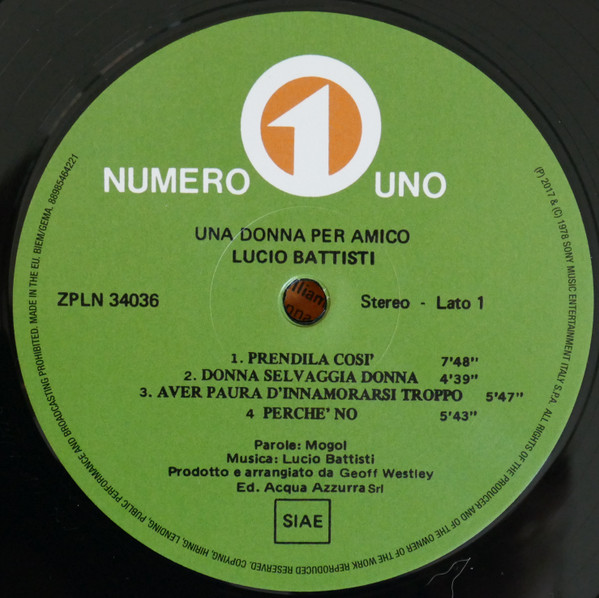 NUMERO 1 UNO
UNA DONNA PER AMICO
LUCIO BATTISTI
ZPLN 34036
Stereo - Lato 1
1. PRENDILA COSI' 7'48"
2. DONNA SELVAGGIA DONNA 4'39"
3. AVER PAURA D'INNAMORARSI TROPPO 5'47"
4 PERCHE' NO 5'43"
Parole: Mogol
Musica: Lucio Battisti
Prodotto e arrangiato da Geoff Westley
Ed. Acqua Azzurra Srl
SIAE
(P) 2017 & (C) 1978 SONY MUSIC ENTERTAINMENT ITALY S.P.A. ALL RIGHTS OF THE PRODUCER AND OF THE OWNER OF THE WORK REPRODUCED RESERVED. COPYING, HIRING, LENDING, PUBLIC PERFORMANCE AND BROADCASTING PROHIBITED. MADE IN THE EU. BIEM/GEMA. 88985464221